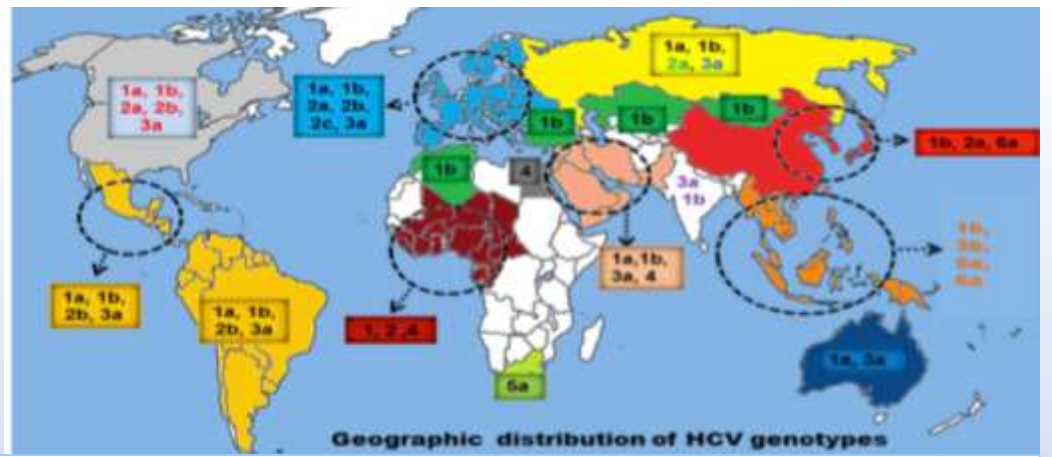 1a, 1b,
2a, 2b,
3a
1a, 1b,
2a, 2b,
2c, 3a
1a, 1b,
2a, 3a
1b
1b
1b
1b, 2a, 6a
1b
4
3a
1b
1a,1b,
3a, 4
1b,
3b,
6a
1a, 1b,
2b, 3a
1a, 1b,
2b, 3a
1, 2 ,4
5a
1a, 3a
Geographic distribution of HCV genotypes